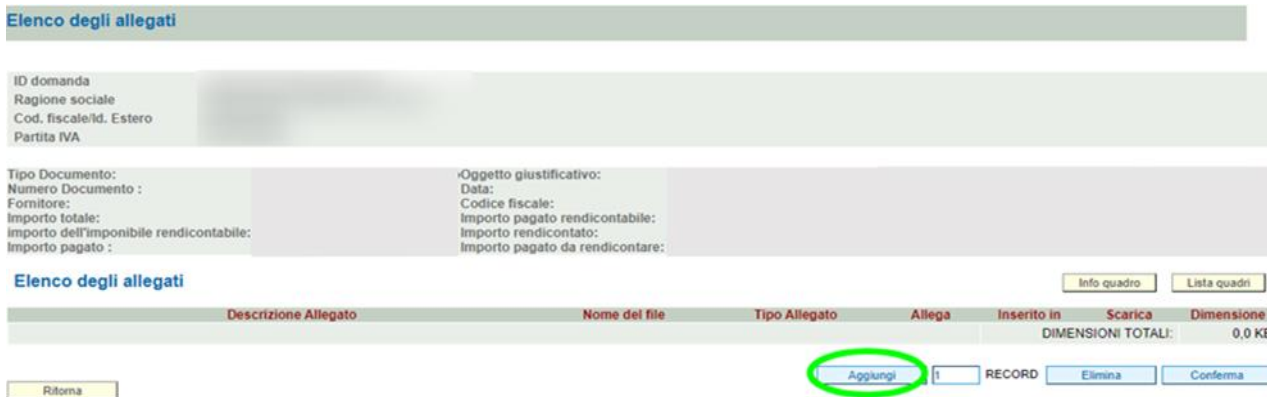 Elenco degli allegati
ID domanda
Ragione sociale
Cod. fiscale/Id. Estero
Partita IVA
Tipo Documento: Oggetto giustificativo:
Numero Documento : Data:
Fornitore: Codice fiscale:
Importo totale: Importo pagato rendicontabile:
importo dell'imponibile rendicontabile: Importo rendicontato:
Importo pagato : Importo pagato da rendicontare:
Elenco degli allegati Info quadro Lista quadri
Descrizione Allegato Nome del file Tipo Allegato Allega Inserito in Scarica Dimensione
DIMENSIONI TOTALI: 0,0 KB
Aggiungi 1 RECORD Elimina Conferma
Ritorna